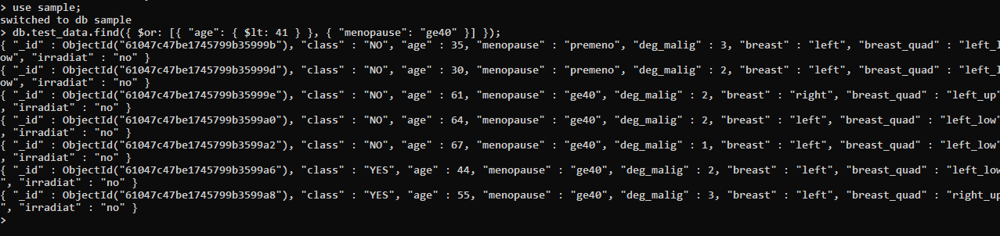 > use sample;
switched to db sample
> db.test_data.find({ $or: [{ "age": { $lt: 41 } }, { "menopause": "ge40" }] });
{ "_id" : ObjectId("61047c47be1745799b35999b"), "class" : "NO", "age" : 35, "menopause" : "premeno", "deg_malig" : 3, "breast" : "left", "breast_quad" : "left_l
ow", "irradiat" : "no" }
{ "_id" : ObjectId("61047c47be1745799b35999d"), "class" : "NO", "age" : 30, "menopause" : "premeno", "deg_malig" : 2, "breast" : "left", "breast_quad" : "left_l
ow", "irradiat" : "no" }
{ "_id" : ObjectId("61047c47be1745799b35999e"), "class" : "NO", "age" : 61, "menopause" : "ge40", "deg_malig" : 2, "breast" : "right", "breast_quad" : "left_up"
, "irradiat" : "no" }
{ "_id" : ObjectId("61047c47be1745799b3599a0"), "class" : "NO", "age" : 64, "menopause" : "ge40", "deg_malig" : 2, "breast" : "left", "breast_quad" : "left_low"
, "irradiat" : "no" }
{ "_id" : ObjectId("61047c47be1745799b3599a2"), "class" : "NO", "age" : 67, "menopause" : "ge40", "deg_malig" : 1, "breast" : "left", "breast_quad" : "left_low"
, "irradiat" : "no" }
{ "_id" : ObjectId("61047c47be1745799b3599a6"), "class" : "YES", "age" : 44, "menopause" : "ge40", "deg_malig" : 2, "breast" : "left", "breast_quad" : "left_low
", "irradiat" : "no" }
{ "_id" : ObjectId("61047c47be1745799b3599a8"), "class" : "YES", "age" : 55, "menopause" : "ge40", "deg_malig" : 3, "breast" : "left", "breast_quad" : "right_up
", "irradiat" : "no" }
>